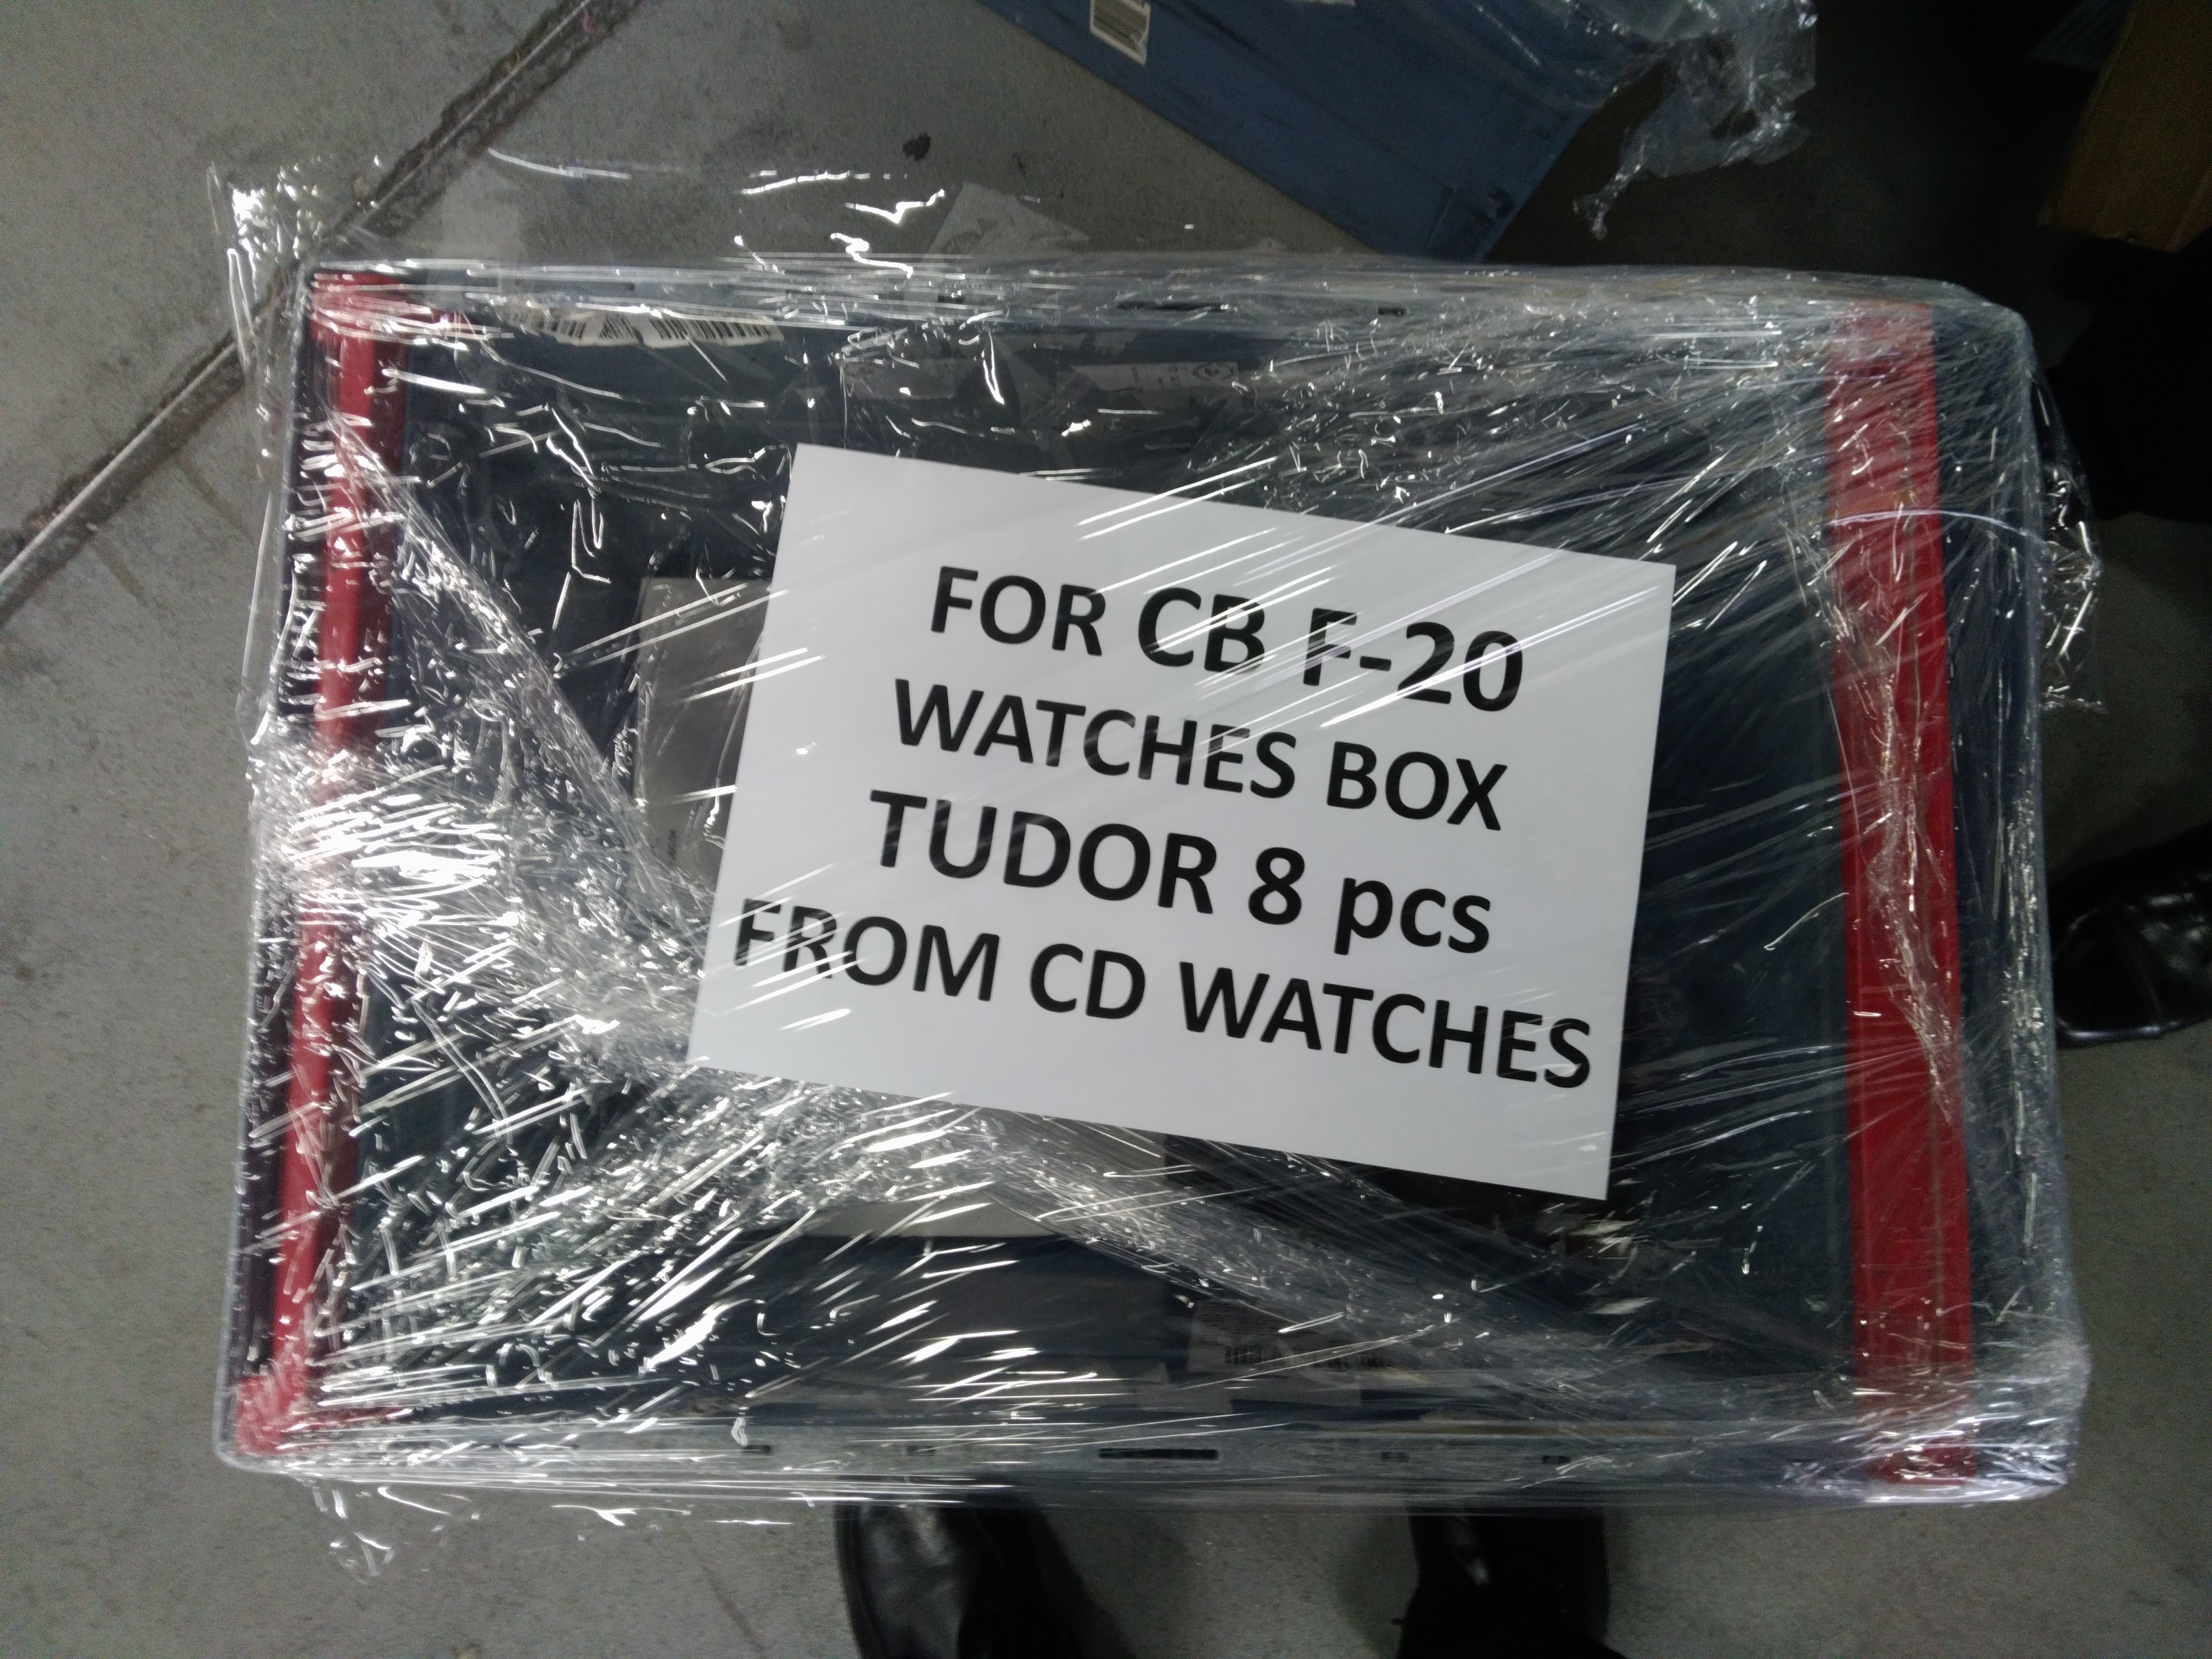 FOR CB F-20
WATCHES BOX
TUDOR 8 pcs
FROM CD WATCHES